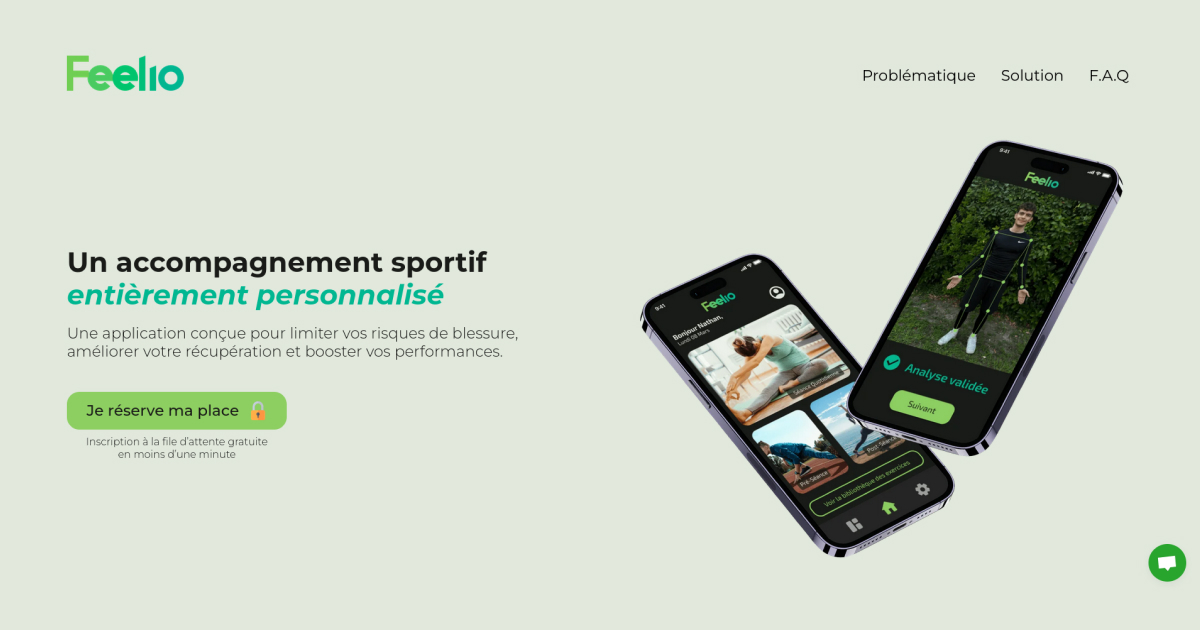 Feelio
Problématique
Solution
F.A.Q
Un accompagnement sportif
entièrement personnalisé
Une application conçue pour limiter vos risques de blessure,
améliorer votre récupération et booster vos performances.
Je réserve ma place
Inscription à la file d'attente gratuite
en moins d'une minute
9:41
Feelio
Bonjour Nathan,
Lundi 08 Mars
Séance Quotidienne
Pré-Séance
Post-Séance
Voir la bibliothèque des exercices
9:41
Feelio
Analyse validée
Suivant